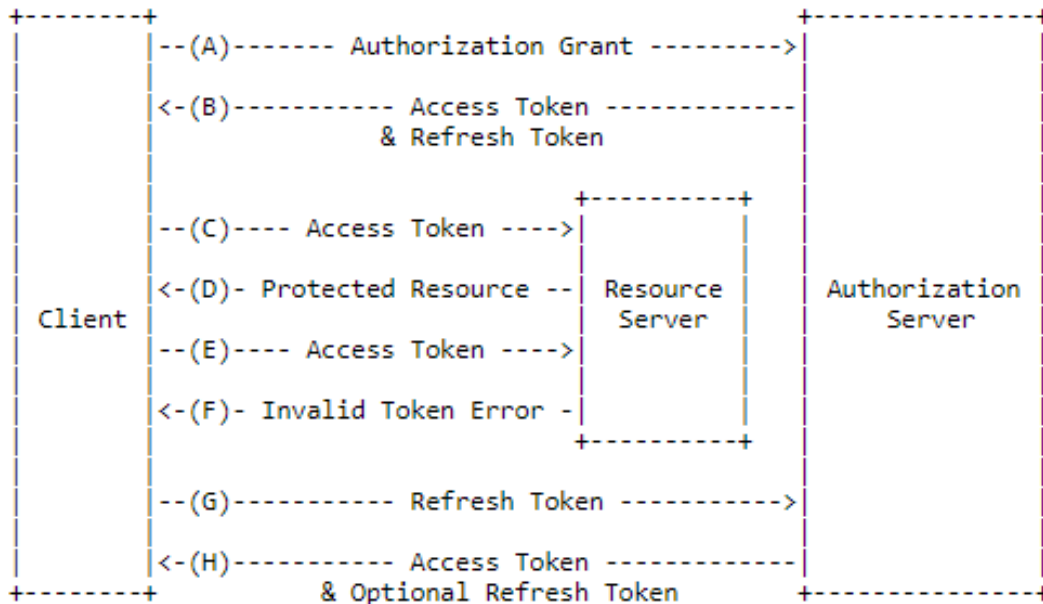 +--------+                                           +---------------+
|        |--(A)------- Authorization Grant --------->|               |
|        |                                           |               |
|        |<-(B)----------- Access Token -------------|               |
|        |               & Refresh Token             |               |
|        |                                           |               |
|        |                            +----------+   |               |
|        |--(C)---- Access Token ---->|          |   |               |
|        |                            |          |   |               |
|        |<-(D)- Protected Resource --| Resource |   | Authorization |
| Client |                            |  Server  |   |     Server    |
|        |--(E)---- Access Token ---->|          |   |               |
|        |                            |          |   |               |
|        |<-(F)- Invalid Token Error -|          |   |               |
|        |                            +----------+   |               |
|        |                                           |               |
|        |--(G)----------- Refresh Token ----------->|               |
|        |                                           |               |
|        |<-(H)----------- Access Token -------------|               |
+--------+           & Optional Refresh Token        +---------------+